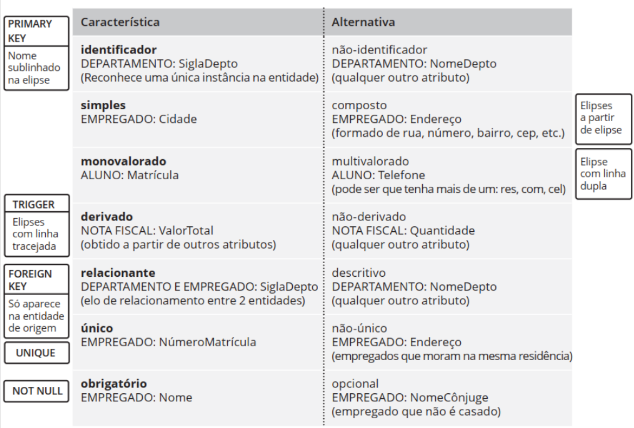 PRIMARY
KEY
Nome
sublinhado
na elipse
Característica
Alternativa
identificador
DEPARTAMENTO: SiglaDepto
(Reconhece uma única instância na entidade)
não-identificador
DEPARTAMENTO: NomeDepto
(qualquer outro atributo)
simples
EMPREGADO: Cidade
composto
EMPREGADO: Endereço
(formado de rua, número, bairro, cep, etc.)
Elipses
a partir
de elipse
monovalorado
ALUNO: Matrícula
multivalorado
ALUNO: Telefone
(pode ser que tenha mais de um: res, com, cel)
Elipse
com linha
dupla
TRIGGER
Elipses
com linha
tracejada
derivado
NOTA FISCAL: ValorTotal
(obtido a partir de outros atributos)
não-derivado
NOTA FISCAL: Quantidade
(qualquer outro atributo)
FOREIGN
KEY
Só aparece
na entidade
de origem
relacionante
DEPARTAMENTO E EMPREGADO: SiglaDepto
(elo de relacionamento entre 2 entidades)
descritivo
DEPARTAMENTO: NomeDepto
(qualquer outro atributo)
UNIQUE
único
EMPREGADO: NúmeroMatrícula
não-único
EMPREGADO: Endereço
(empregados que moram na mesma residência)
NOT NULL
obrigatório
EMPREGADO: Nome
opcional
EMPREGADO: NomeCônjuge
(empregado que não é casado)